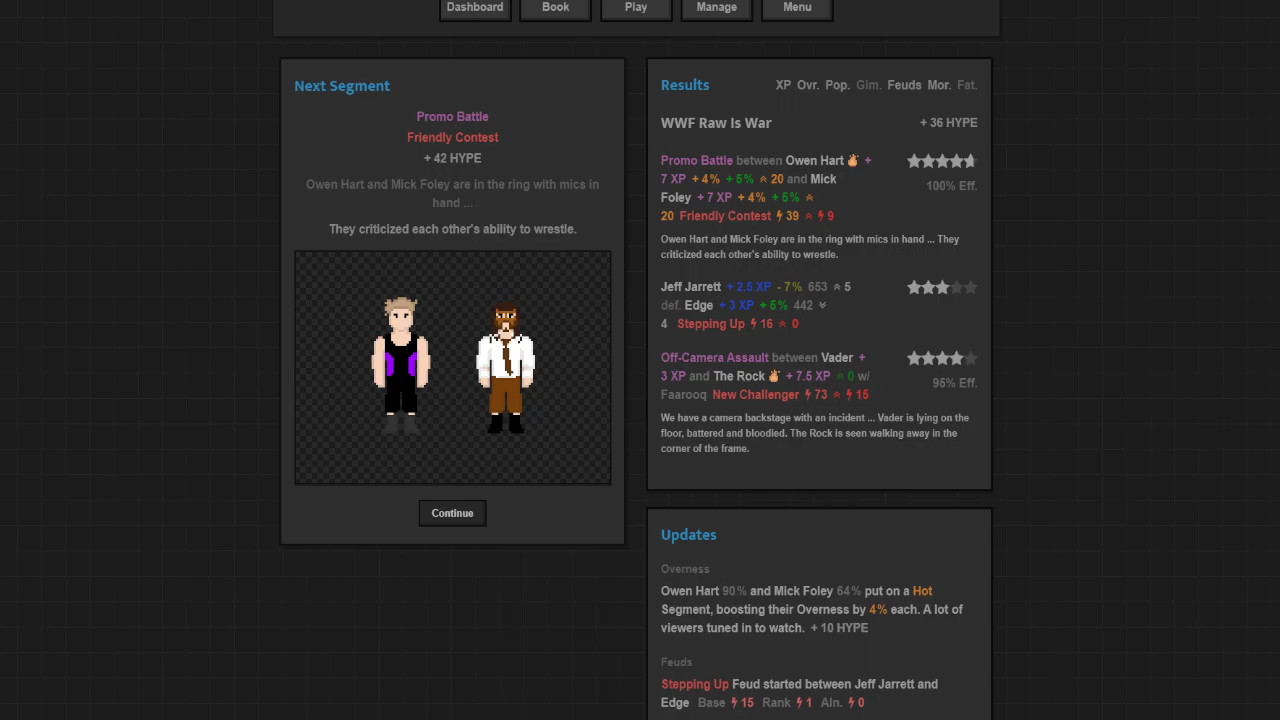 Dashboard Book Play Manage Menu
Next Segment
Promo Battle
Friendly Contest
+ 42 HYPE
Owen Hart and Mick Foley are in the ring with mics in
hand ...
They criticized each other's ability to wrestle.
Continue
Results XP Ovr. Pop. Gim. Feuds Mor. Fat.
WWF Raw Is War + 36 HYPE
Promo Battle between Owen Hart +
7 XP + 4% + 5% 20 and Mick
Foley + 7 XP + 4% + 5%
20 Friendly Contest 39 9
100% Eff.
Owen Hart and Mick Foley are in the ring with mics in hand ... They
criticized each other's ability to wrestle.
Jeff Jarrett + 2.5 XP - 7% 653 5
def. Edge + 3 XP + 5% 442
4 Stepping Up 16 0
Off-Camera Assault between Vader +
3 XP and The Rock + 7.5 XP 0 w/
Faarooq New Challenger 73 15
95% Eff.
We have a camera backstage with an incident ... Vader is lying on the
floor, battered and bloodied. The Rock is seen walking away in the
corner of the frame.
Updates
Overness
Owen Hart 90% and Mick Foley 64% put on a Hot
Segment, boosting their Overness by 4% each. A lot of
viewers tuned in to watch. + 10 HYPE
Feuds
Stepping Up Feud started between Jeff Jarrett and
Edge Base 15 Rank 1 Aln. 0